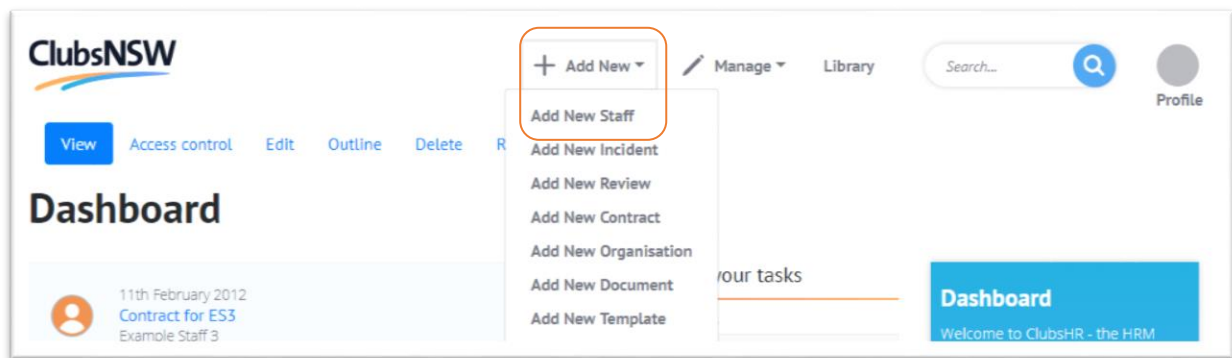 ClubsNSW
+ Add New
Manage
Library
Search...
Profile
Add New Staff
Add New Incident
Add New Review
Add New Contract
Add New Organisation
Add New Document
Add New Template
View Access control Edit Outline Delete R
Dashboard
11th February 2012
Contract for ES3
Example Staff 3
your tasks
Dashboard
Welcome to ClubsHR - the HRM